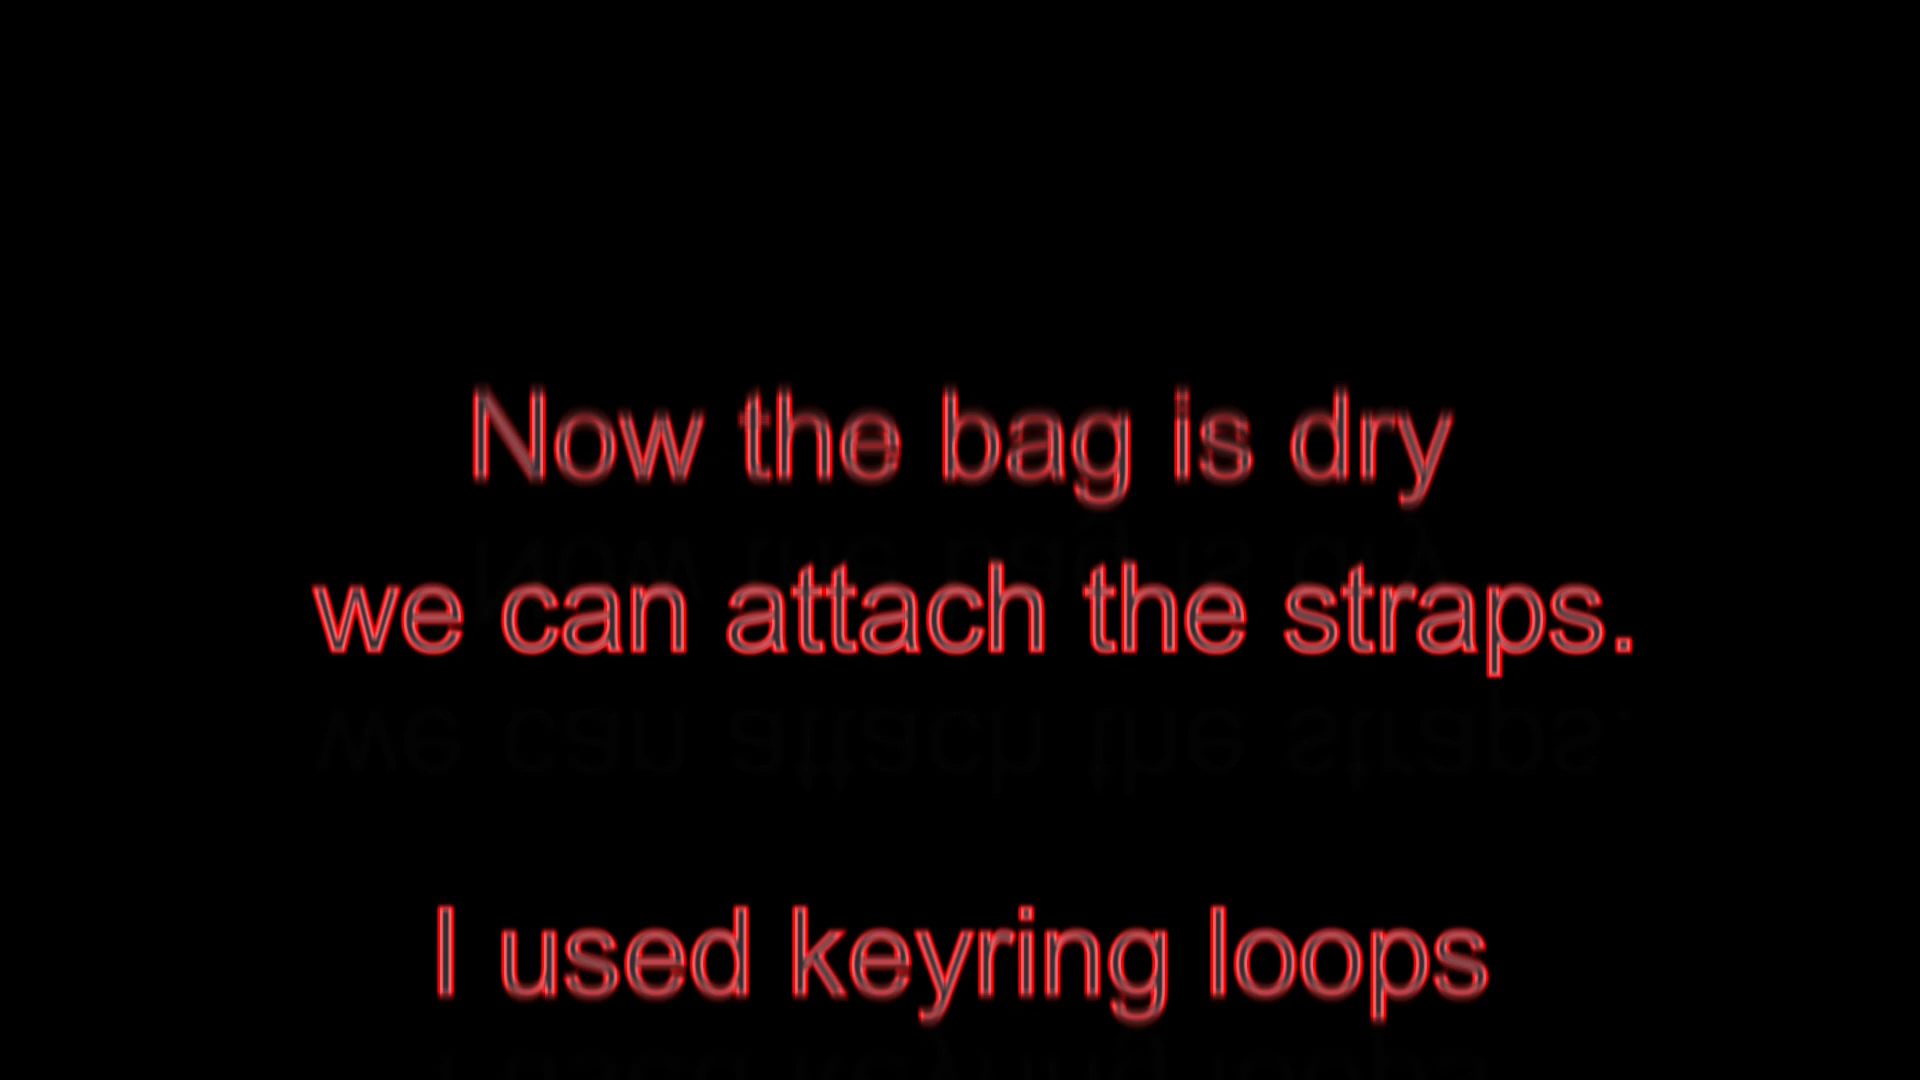 Now the bag is dry
we can attach the straps.
I used keyring loops